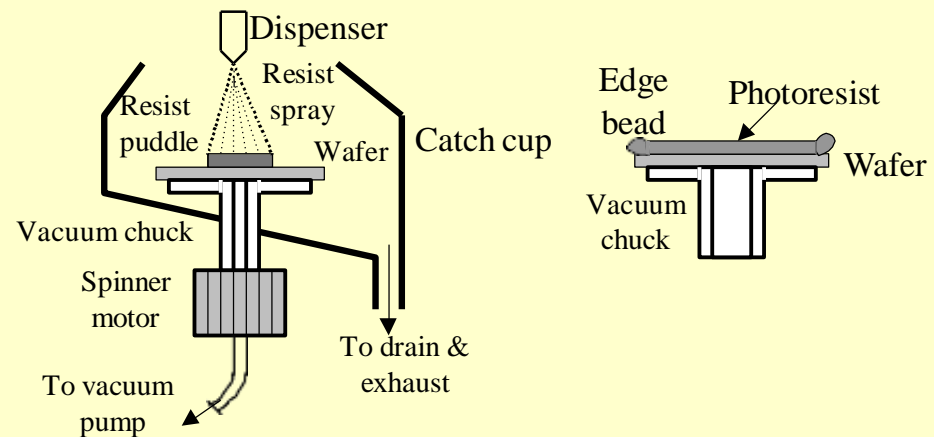 Dispenser
Resist
spray
Resist
puddle
Wafer
Catch cup
Vacuum chuck
Spinner
motor
To drain &
exhaust
To vacuum
pump
Edge
bead
Photoresist
Wafer
Vacuum
chuck